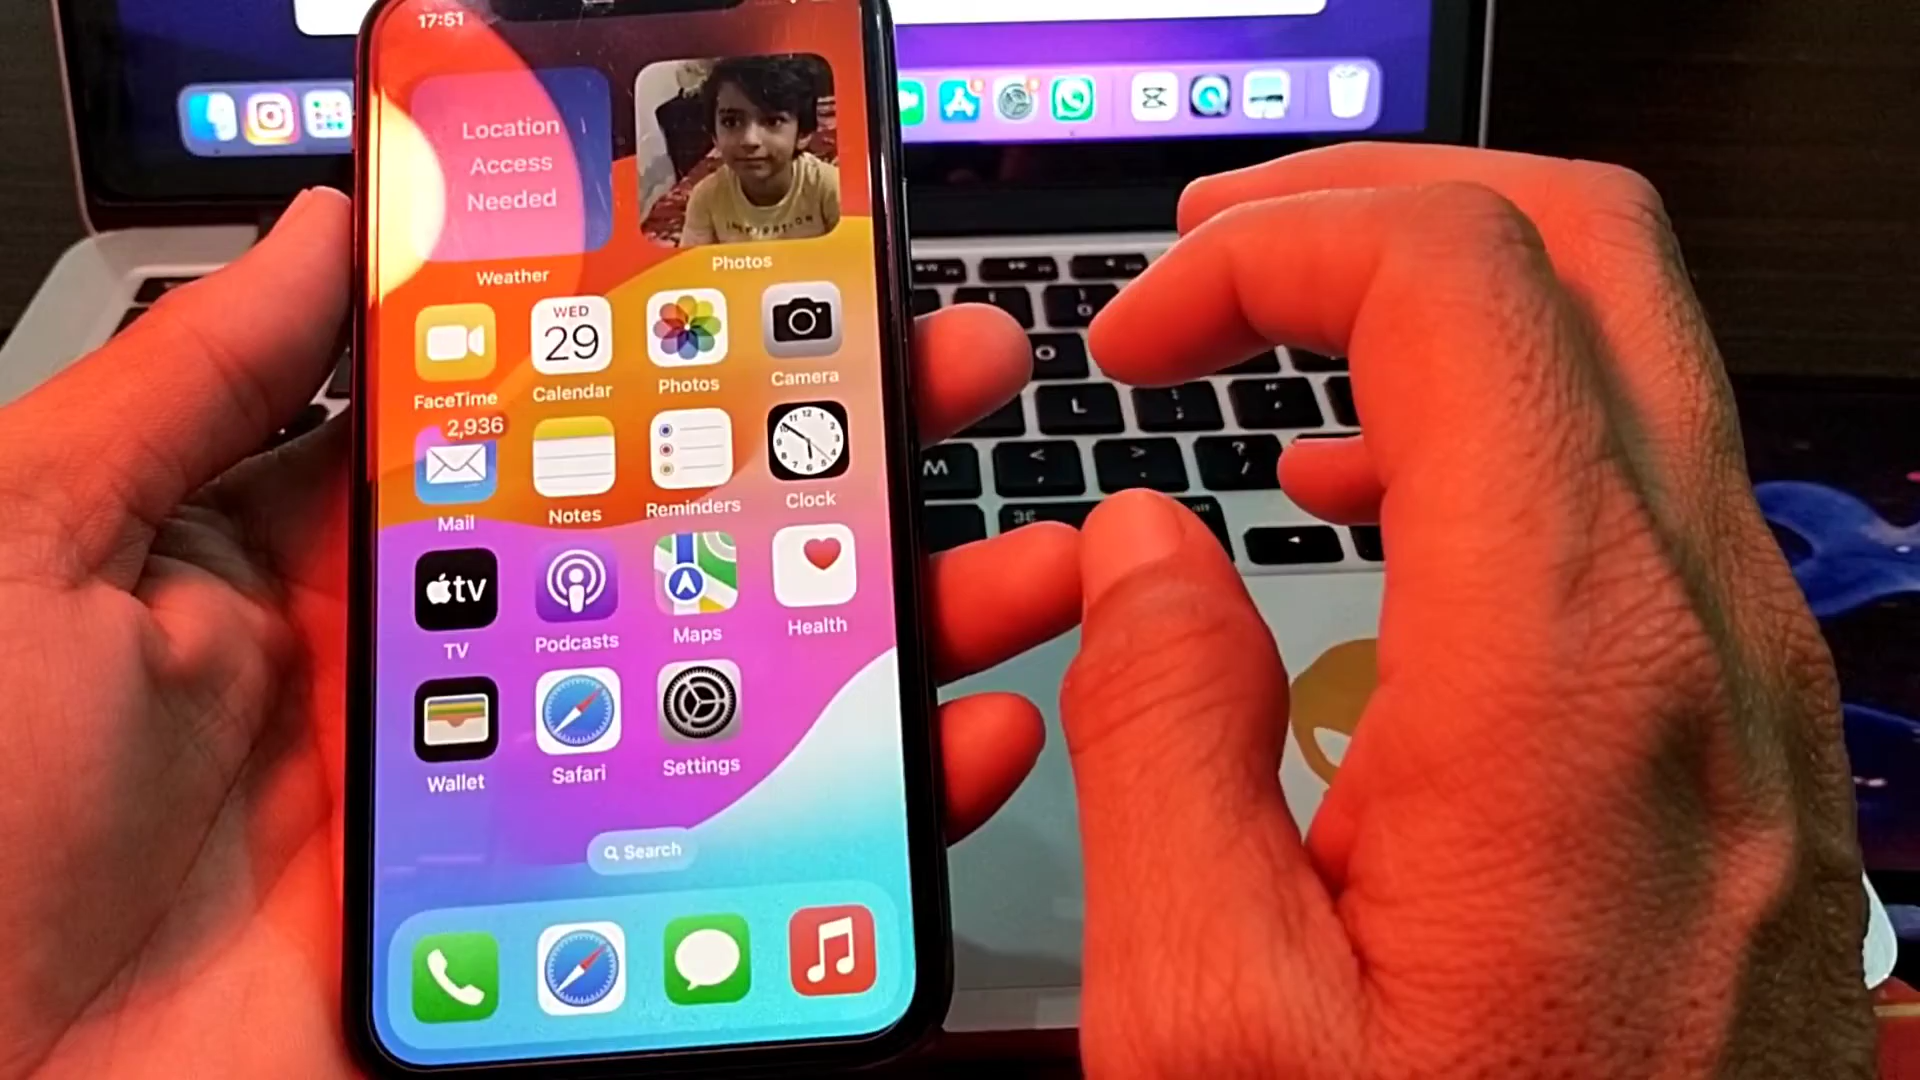 17:51
Location
Access
Needed
Weather
Photos
WED
29
FaceTime
Calendar
Photos
Camera
2,936
Mail
Notes
Reminders
Clock
tv
TV
Podcasts
Maps
Health
Wallet
Safari
Settings
Search
O
L
M